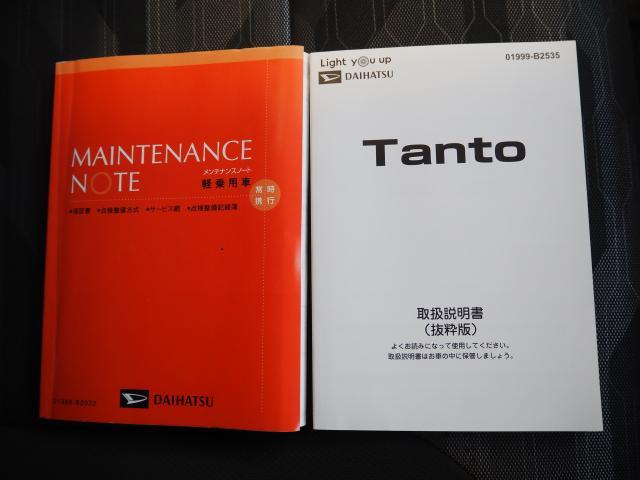 MAINTENANCE
NOTE
メンテナンスノート
軽乗用車
常時
携行
●保証書 ●点検整備方式 ●サービス網 ●点検整備記録簿
DAIHATSU
Light you up
DAIHATSU
01999-B2535
Tanto
取扱説明書
(抜粋版)
よくお読みになって使用してください。
取扱説明書はお車の中に保管しましょう。